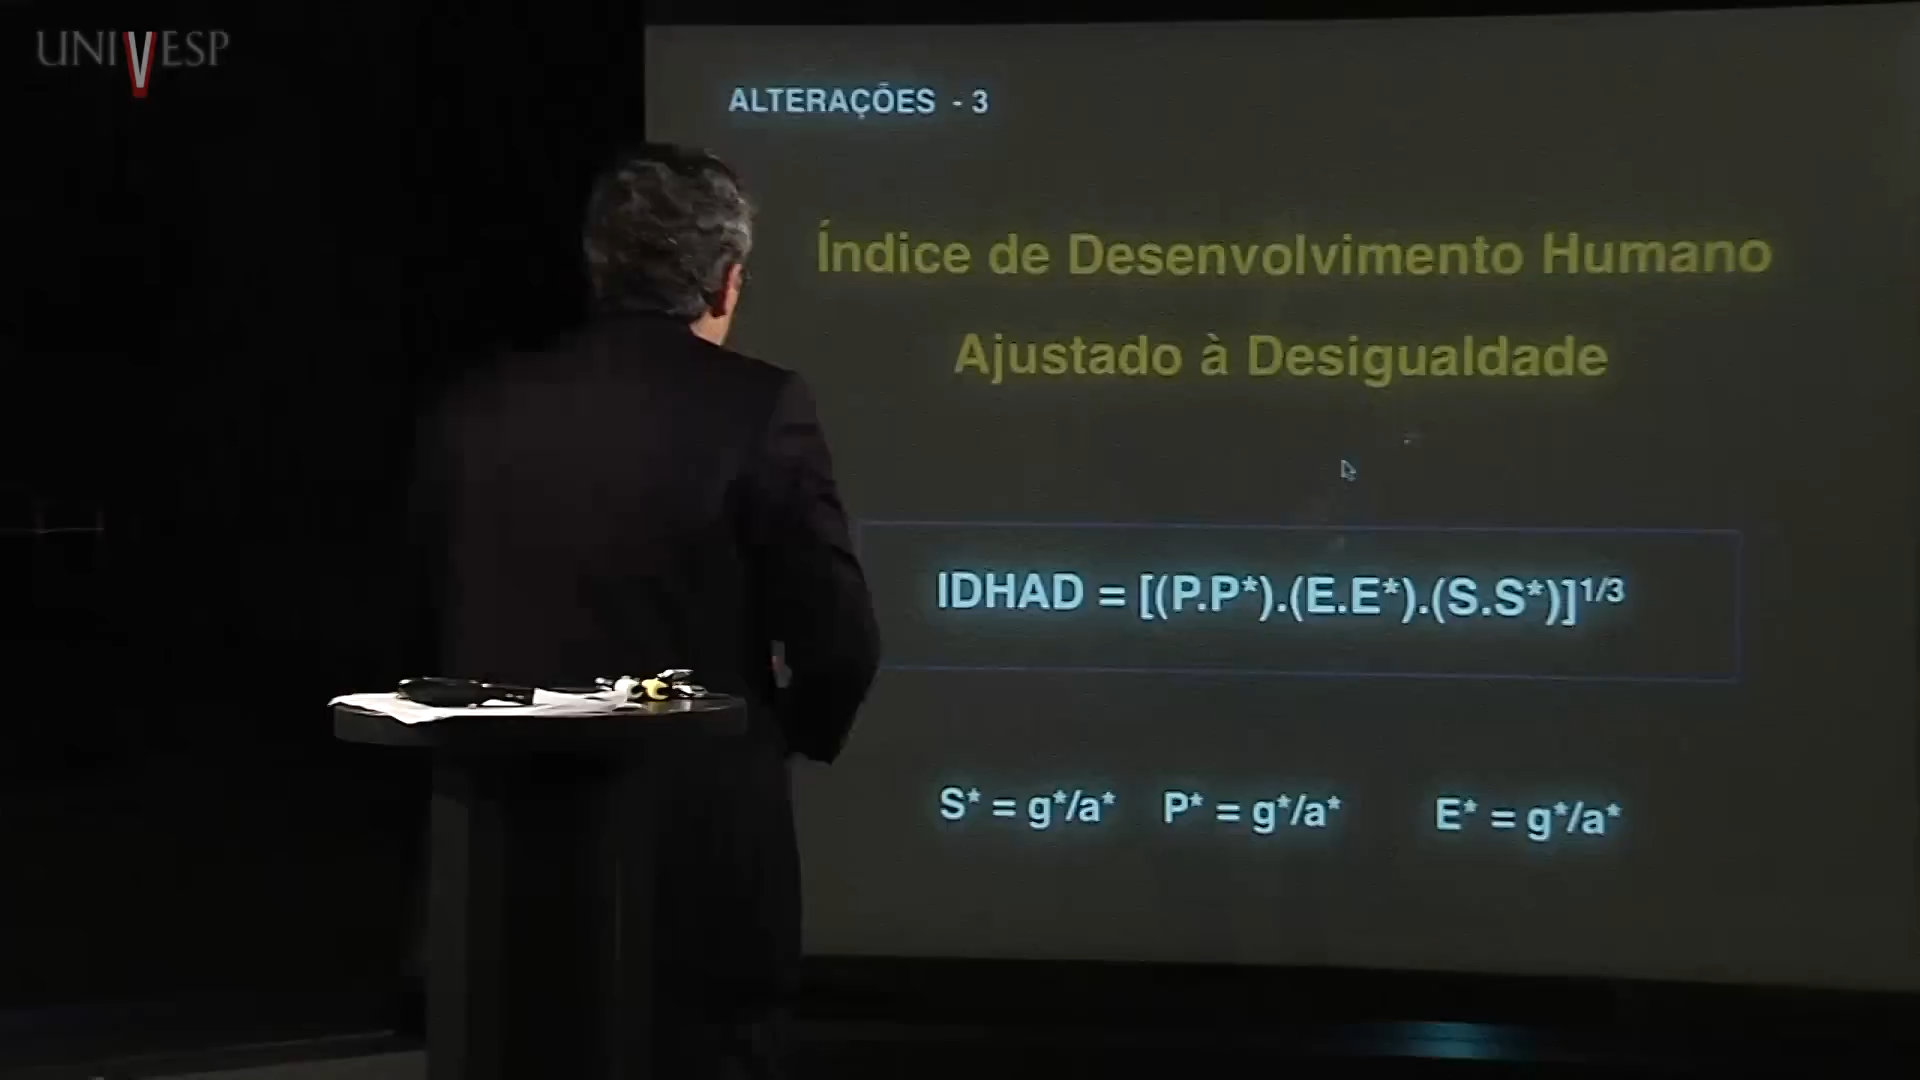 UNIVESP
ALTERAÇÕES - 3
Índice de Desenvolvimento Humano
Ajustado à Desigualdade
IDHAD = [(P.P*).(E.E*).(S.S*)]1/3
S* = g*/a* P* = g*/a* E* = g*/a*